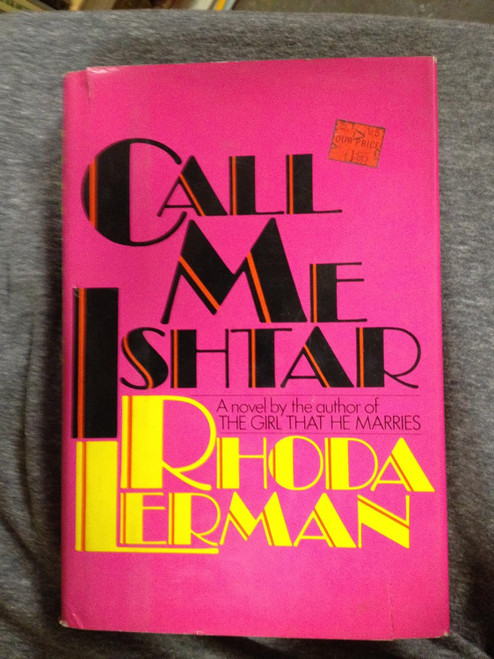 CALL
ME
ISHTAR
OUR PRICE
A novel by the author of
THE GIRL THAT HE MARRIES
RHODA
LERMAN